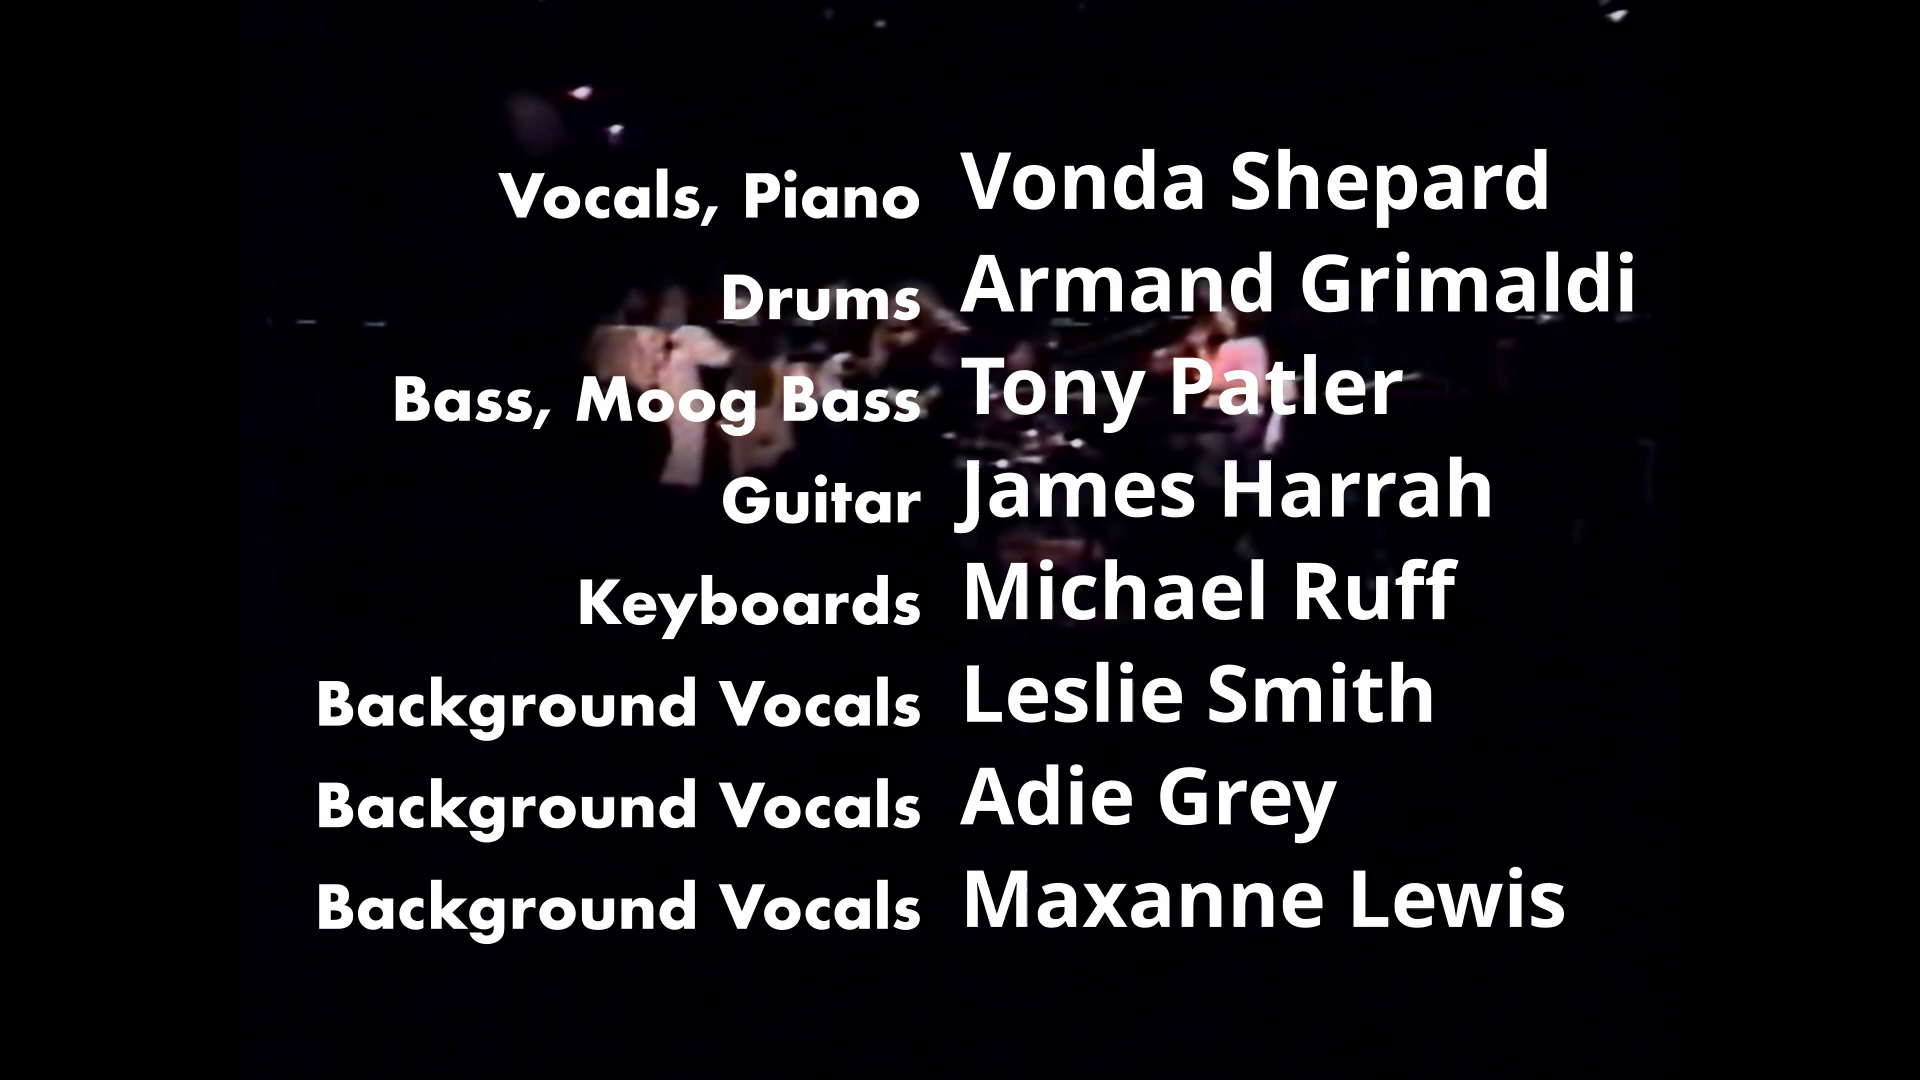 Vocals, Piano Vonda Shepard
Drums Armand Grimaldi
Bass, Moog Bass Tony Patler
Guitar James Harrah
Keyboards Michael Ruff
Background Vocals Leslie Smith
Background Vocals Adie Grey
Background Vocals Maxanne Lewis